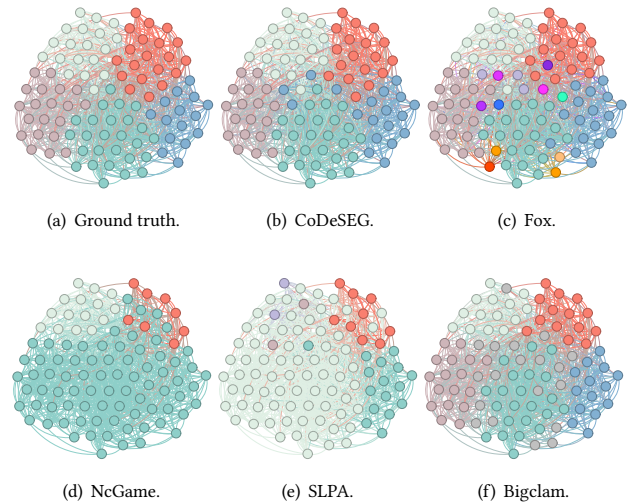 (a) Ground truth.
(b) CoDeSEG.
(c) Fox.
(d) NcGame.
(e) SLPA.
(f) Bigclam.